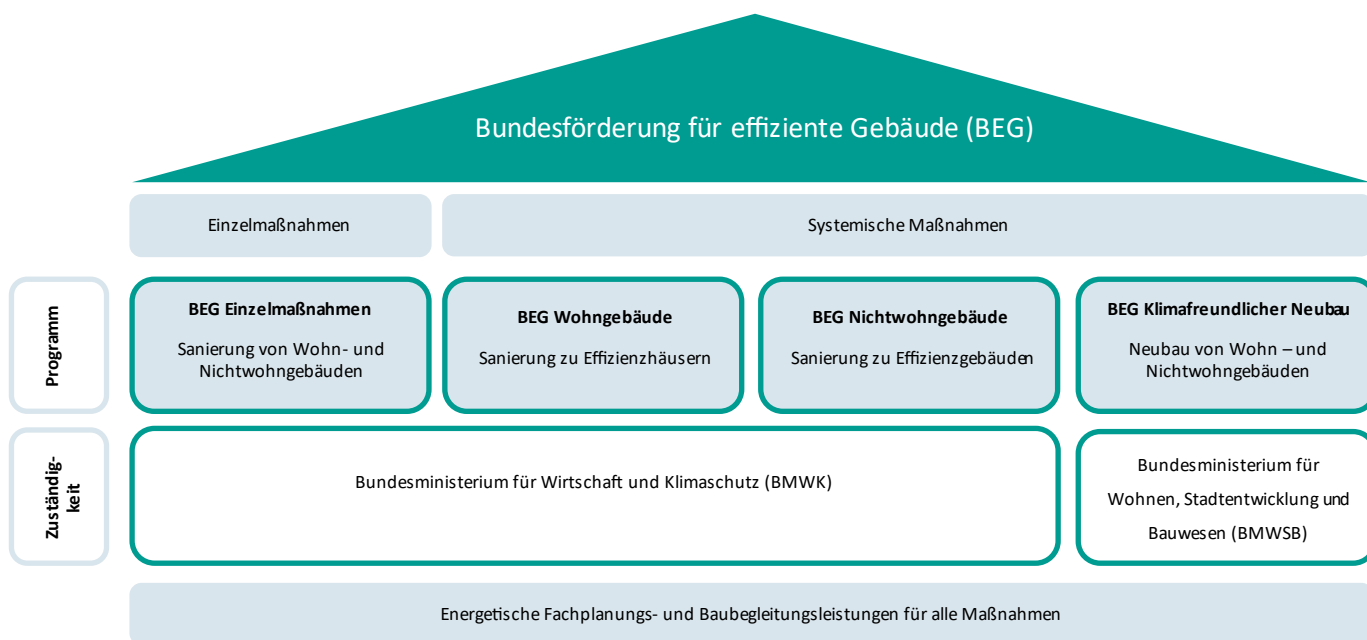 Bundesförderung für effiziente Gebäude (BEG)
Einzelmaßnahmen
Systemische Maßnahmen
Programm
BEG Einzelmaßnahmen
Sanierung von Wohn- und
Nichtwohngebäuden
BEG Wohngebäude
Sanierung zu Effizienzhäusern
BEG Nichtwohngebäude
Sanierung zu Effizienzgebäuden
BEG Klimafreundlicher Neubau
Neubau von Wohn – und
Nichtwohngebäuden
Zuständig-
keit
Bundesministerium für Wirtschaft und Klimaschutz (BMWK)
Bundesministerium für
Wohnen, Stadtentwicklung und
Bauwesen (BMWSB)
Energetische Fachplanungs- und Baubegleitungsleistungen für alle Maßnahmen